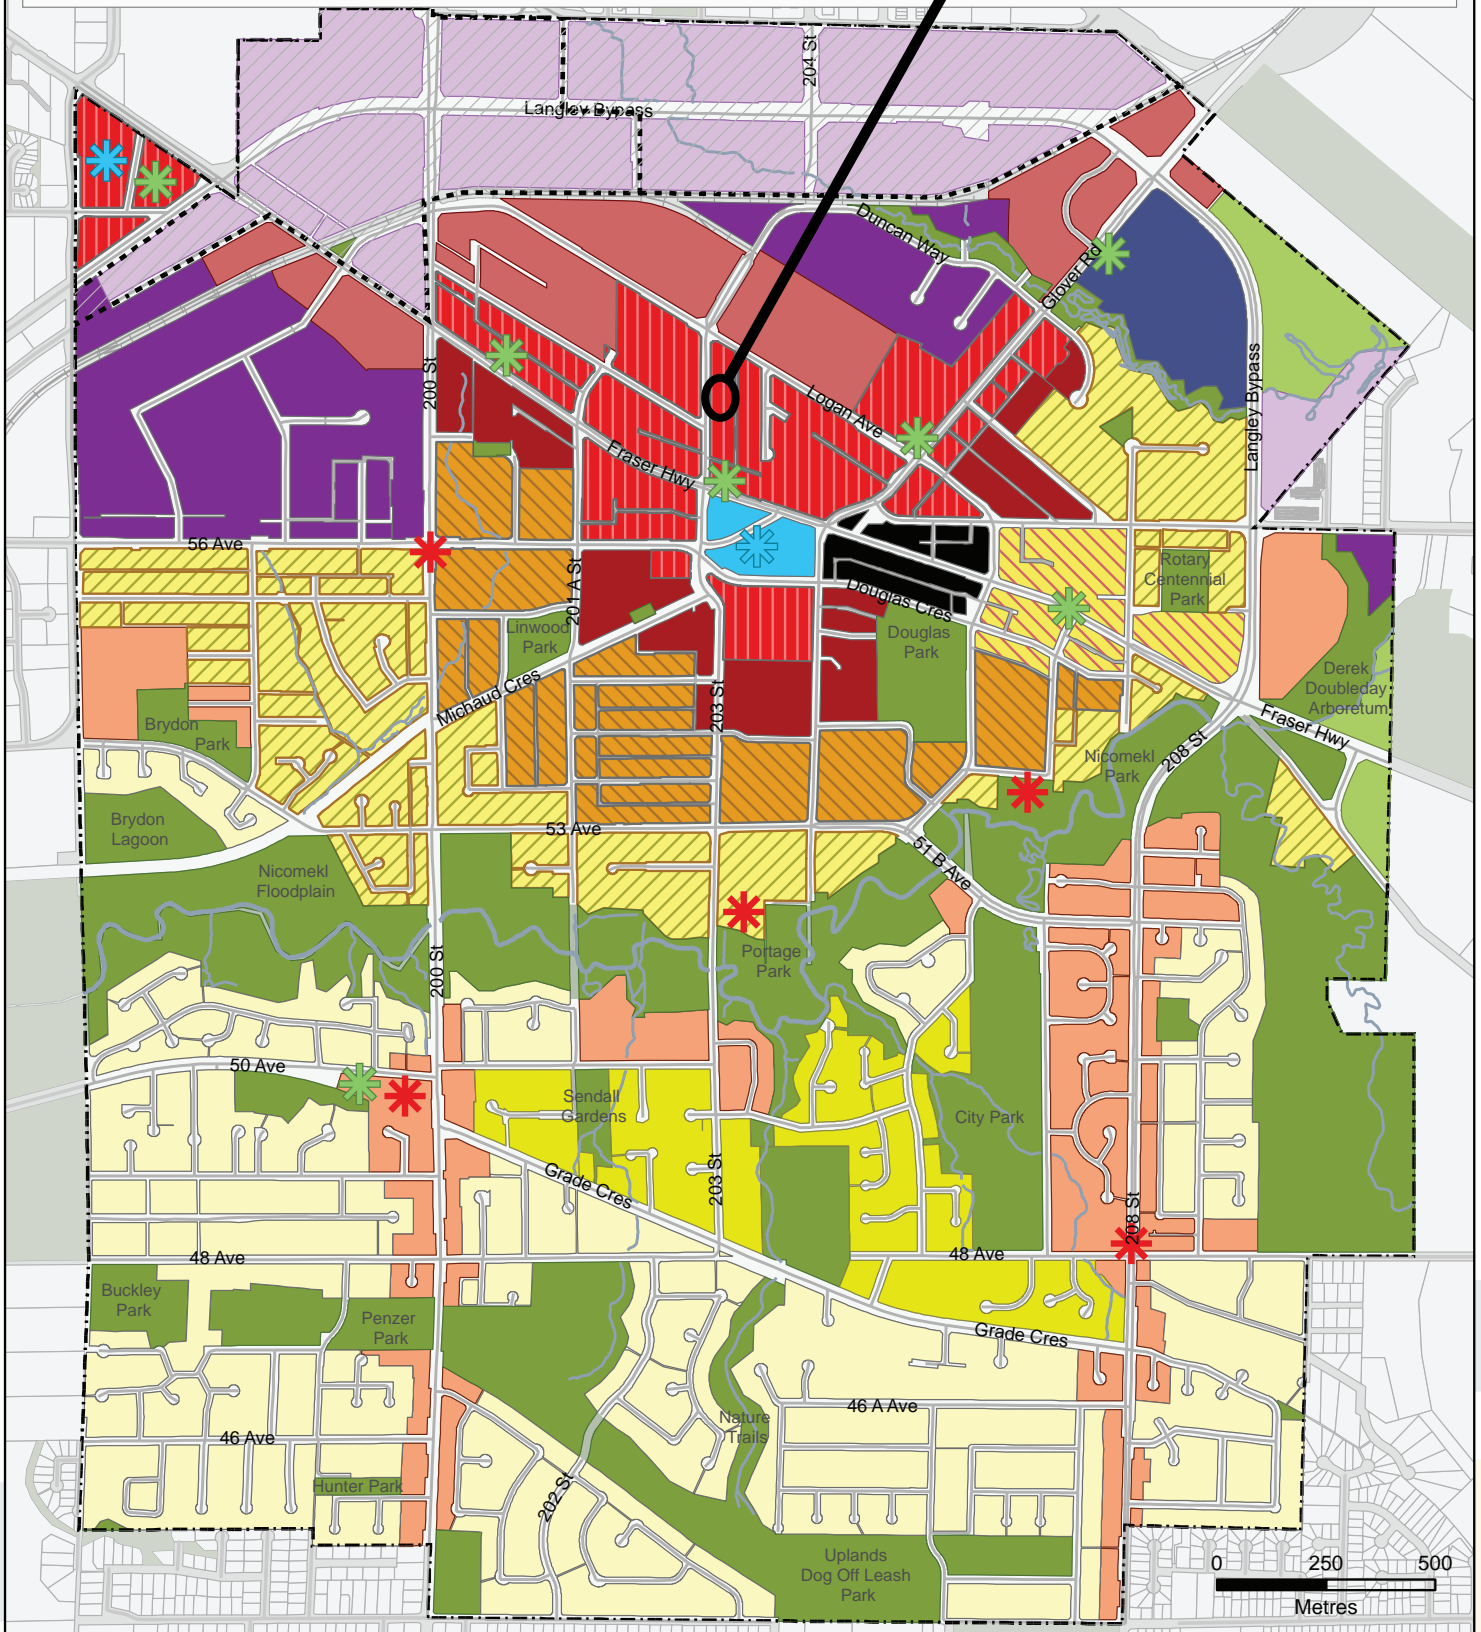 204 St
Langley Bypass
Duncan Way
Glover Rd
200 St
Langley Bypass
Logan Ave
Fraser Hwy
56 Ave
201 A St
Rotary
Centennial
Park
Douglas Cres
Linwood
Park
Douglas
Park
Derek
Doubleday
Arboretum
Michaud Cres
203 St
Brydon
Park
Fraser Hwy
208 St
Nicomekl
Park
Brydon
Lagoon
53 Ave
51 B Ave
Nicomekl
Floodplain
Portage
Park
200 St
50 Ave
Sendall
Gardens
City Park
Grade Cres
203 St
208 St
48 Ave
48 Ave
Buckley
Park
Penzer
Park
Grade Cres
46 A Ave
Nature
Trails
46 Ave
Hunter Park
202 St
Uplands
Dog Off Leash
Park
0 250 500
Metres